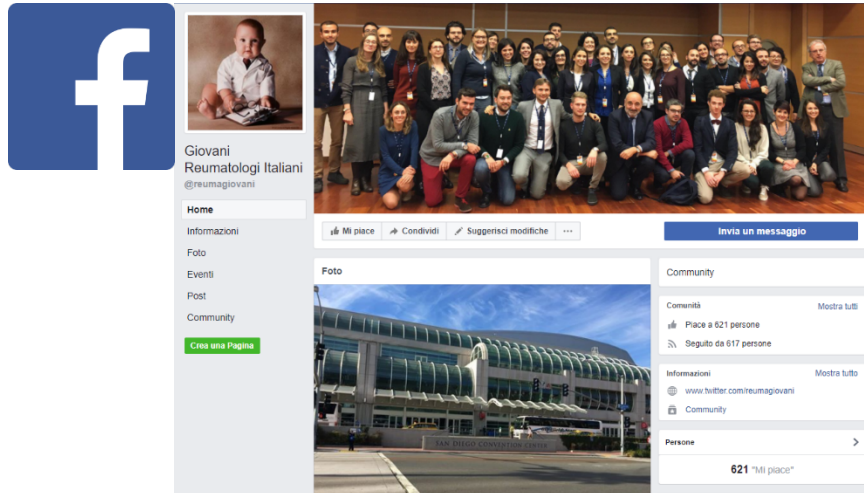 f
Giovani
Reumatologi Italiani
@reumagiovani
Home
Informazioni
Foto
Eventi
Post
Community
Crea una Pagina
Mi piace
Condividi
Suggerisci modifiche
...
Invia un messaggio
Foto
SAN DIEGO CONVENTION CENTER
Community
Comunità
Mostra tutti
Piace a 621 persone
Seguito da 617 persone
Informazioni
Mostra tutto
www.twitter.com/reumagiovani
Community
Persone
621 "Mi piace"